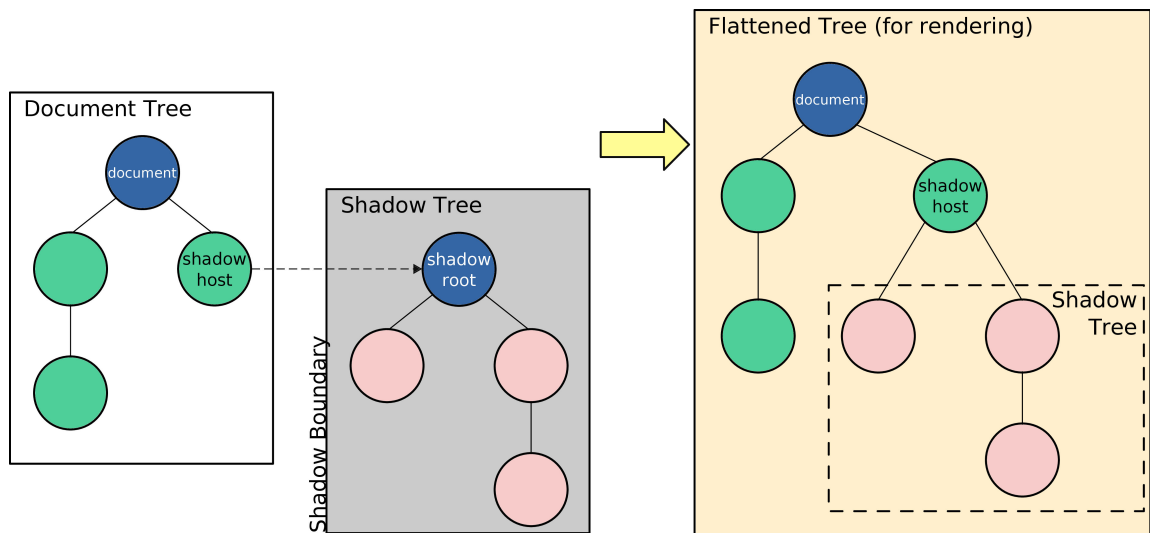 Document Tree
document
shadow
host
Shadow Tree
shadow
root
Shadow Boundary
Flattened Tree (for rendering)
document
shadow
host
Shadow
Tree